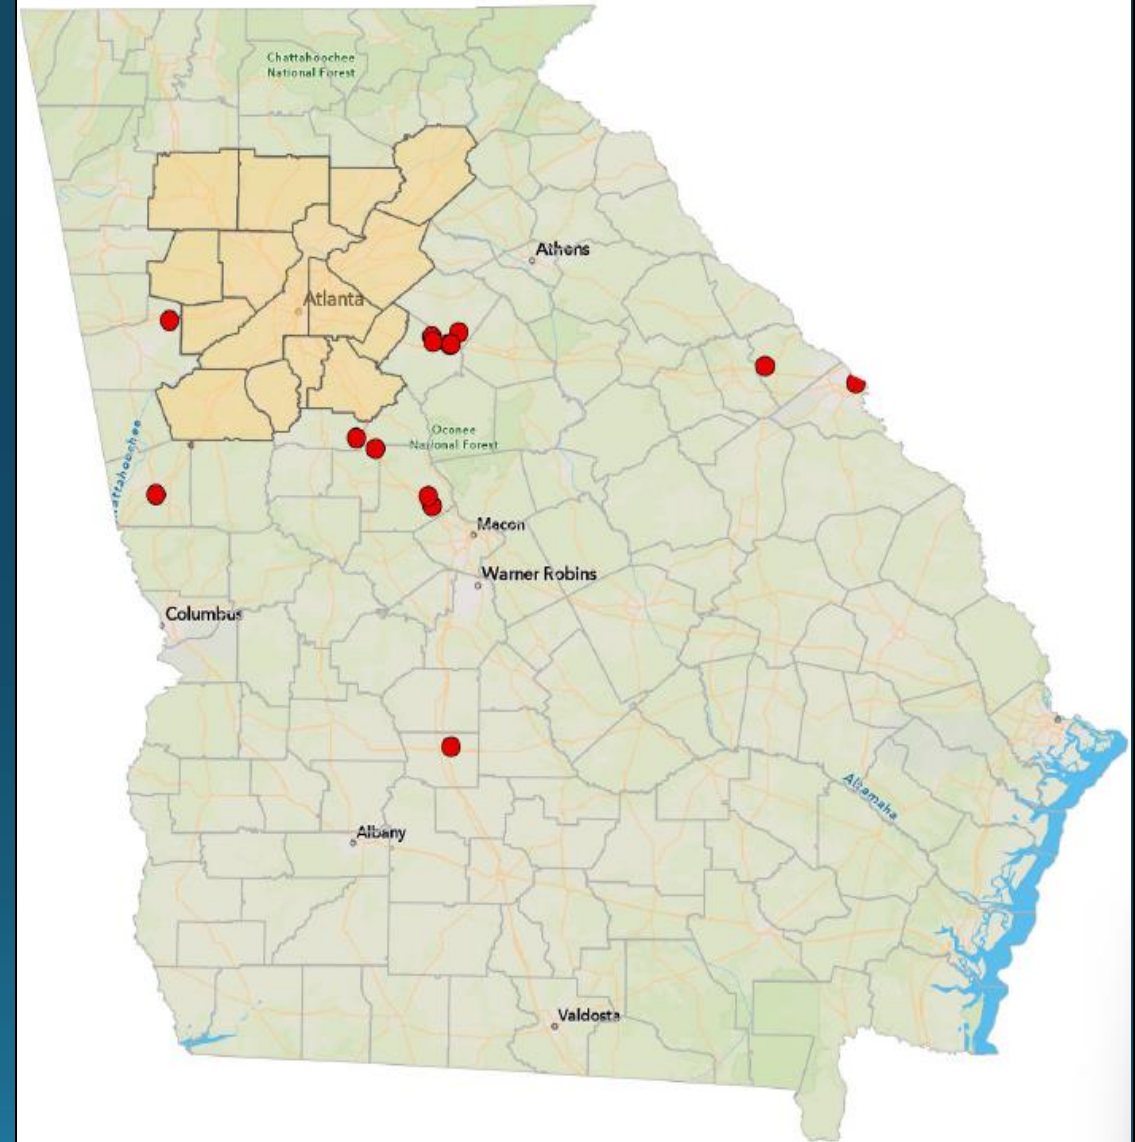 Chattahoochee
National Forest
Athens
Atlanta
Oconee
National Forest
Macon
Warner Robins
Columbus
Albany
Altamaha
Valdosta